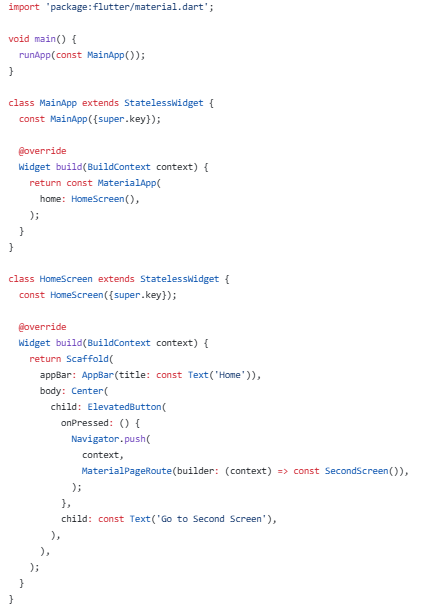 import 'package:flutter/material.dart';

void main() {
  runApp(const MainApp());
}

class MainApp extends StatelessWidget {
  const MainApp({super.key});

  @override
  Widget build(BuildContext context) {
    return const MaterialApp(
      home: HomeScreen(),
    );
  }
}

class HomeScreen extends StatelessWidget {
  const HomeScreen({super.key});

  @override
  Widget build(BuildContext context) {
    return Scaffold(
      appBar: AppBar(title: const Text('Home')),
      body: Center(
        child: ElevatedButton(
          onPressed: () {
            Navigator.push(
              context,
              MaterialPageRoute(builder: (context) => const SecondScreen()),
            );
          },
          child: const Text('Go to Second Screen'),
        ),
      ),
    );
  }
}